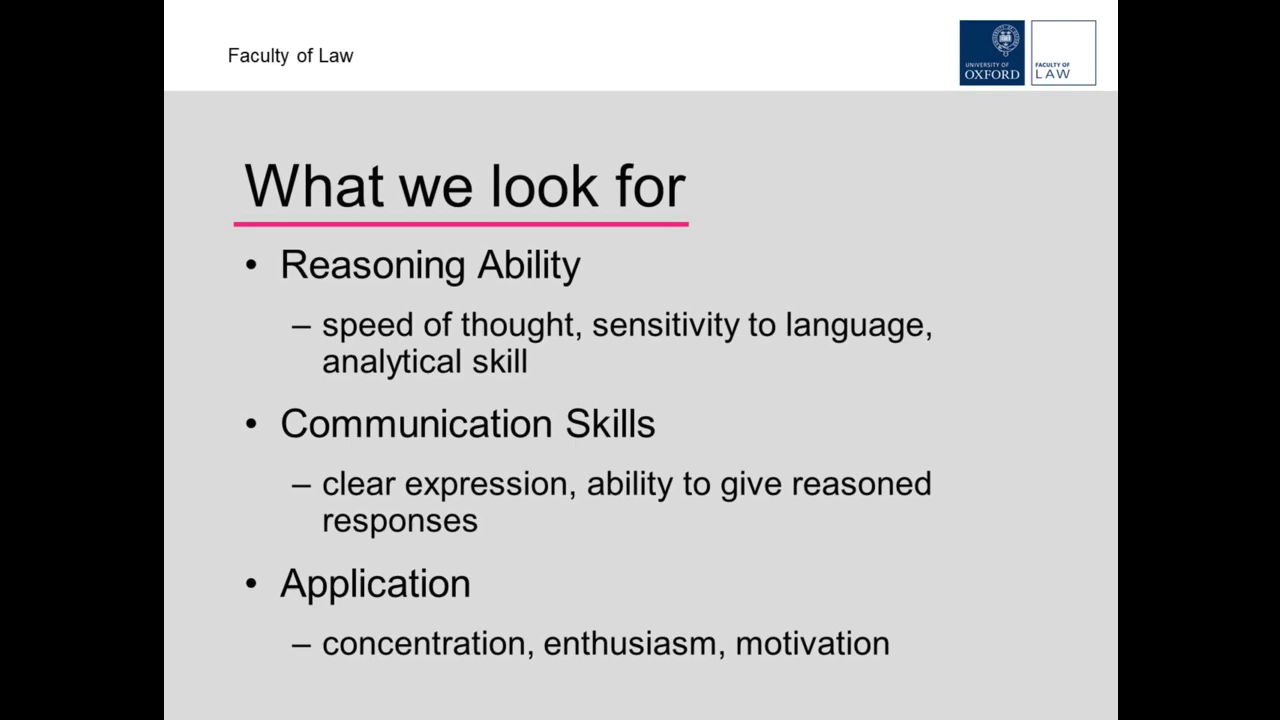 Faculty of Law
UNIVERSITY OF
OXFORD
FACULTY OF
LAW
What we look for
• Reasoning Ability
– speed of thought, sensitivity to language,
analytical skill
• Communication Skills
– clear expression, ability to give reasoned
responses
• Application
– concentration, enthusiasm, motivation